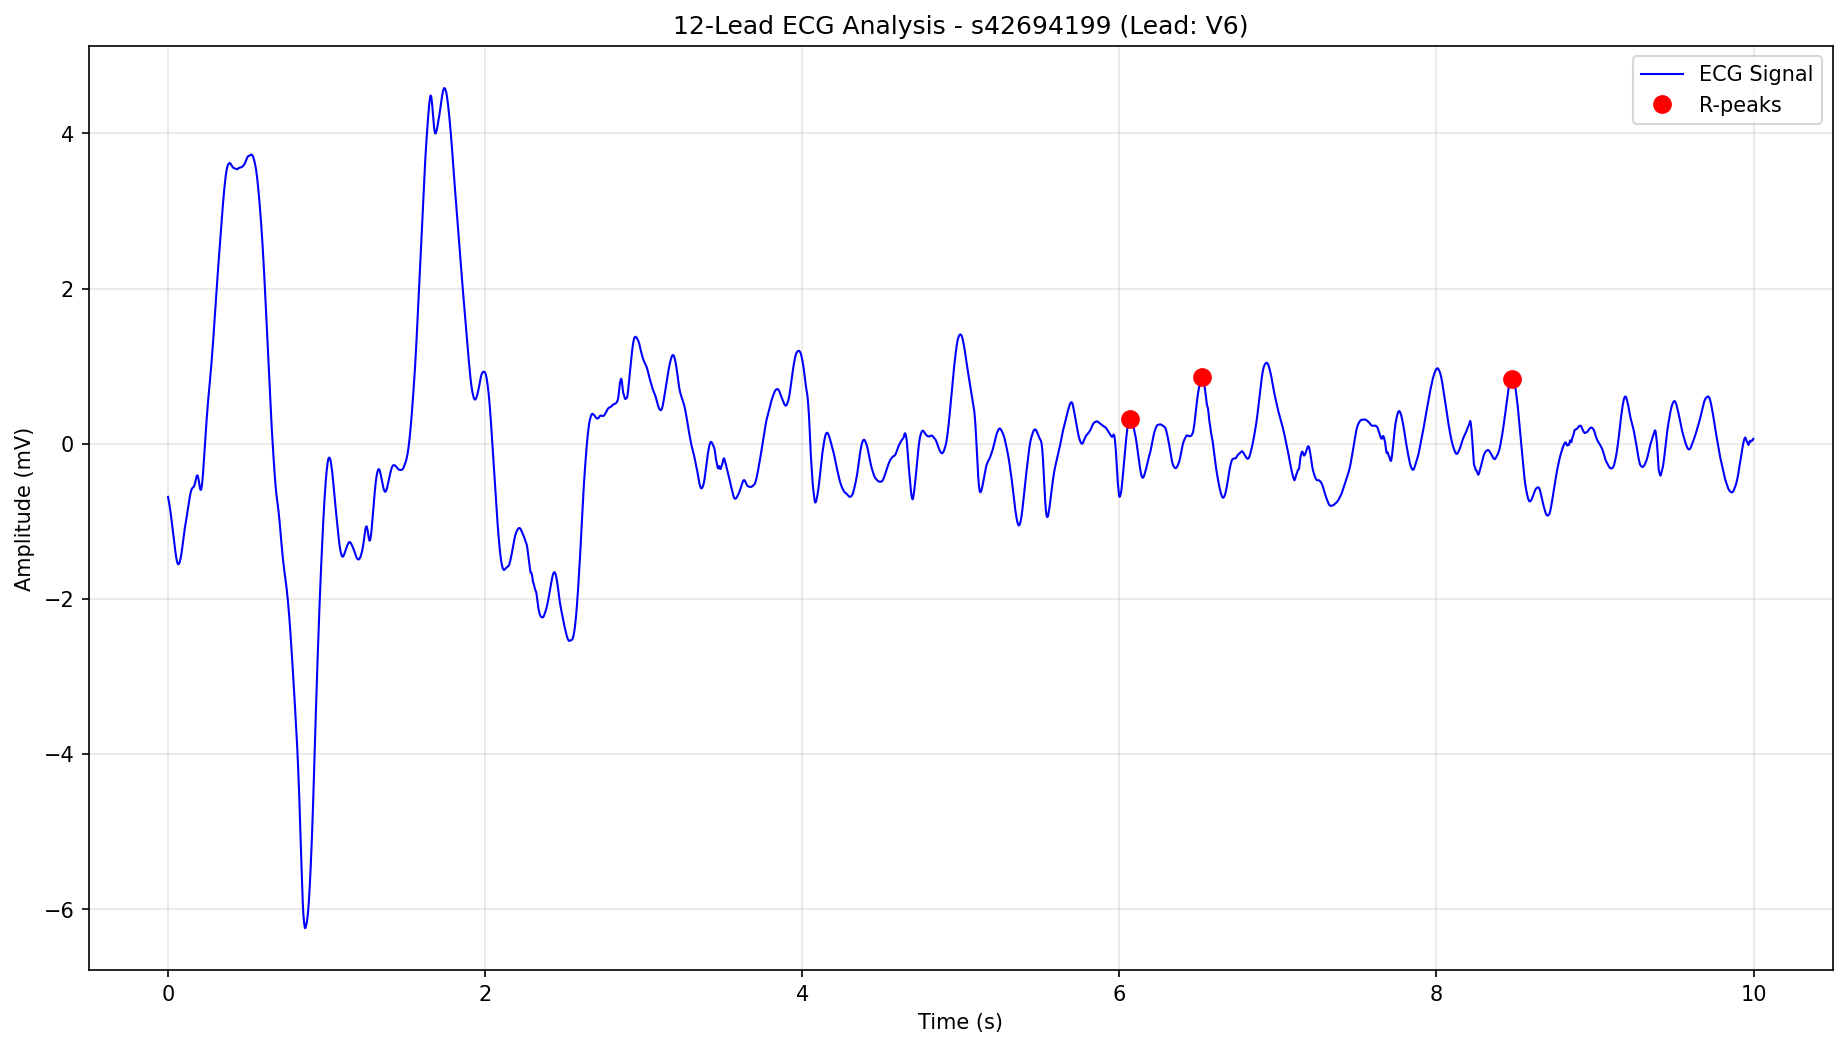 12-Lead ECG Analysis - s42694199 (Lead: V6)
ECG Signal
R-peaks
Amplitude (mV)
4
2
0
−2
−4
−6
0 2 4 6 8 10
Time (s)